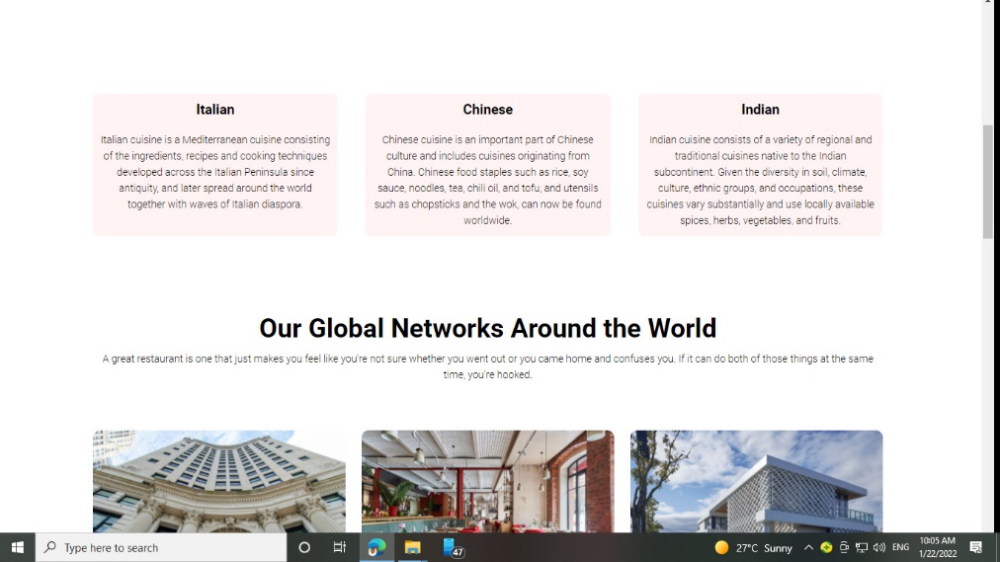 Italian
Italian cuisine is a Mediterranean cuisine consisting
of the ingredients, recipes and cooking techniques
developed across the Italian Peninsula since
antiquity, and later spread around the world
together with waves of Italian diaspora.
Chinese
Chinese cuisine is an important part of Chinese
culture and includes cuisines originating from
China. Chinese food staples such as rice, soy
sauce, noodles, tea, chili oil, and tofu, and utensils
such as chopsticks and the wok, can now be found
worldwide.
Indian
Indian cuisine consists of a variety of regional and
traditional cuisines native to the Indian
subcontinent. Given the diversity in soil, climate,
culture, ethnic groups, and occupations, these
cuisines vary substantially and use locally available
spices, herbs, vegetables, and fruits.
Our Global Networks Around the World
A great restaurant is one that just makes you feel like you're not sure whether you went out or you came home and confuses you. If it can do both of those things at the same
time, you're hooked.
Type here to search
47
27°C Sunny
ENG
10:05 AM
1/22/2022